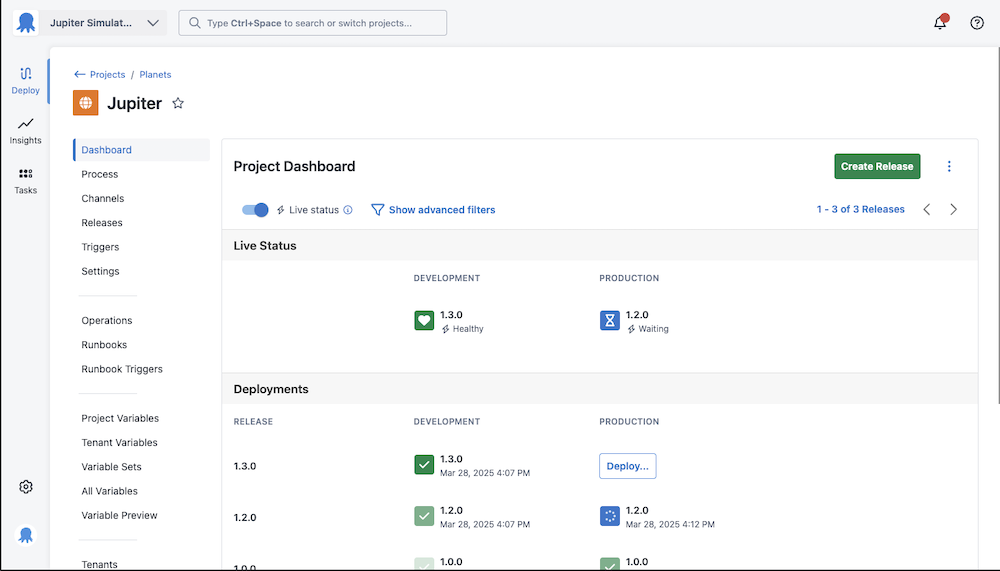 Jupiter Simulat...
Type Ctrl+Space to search or switch projects...
Deploy
Insights
Tasks
Projects / Planets
Jupiter
Dashboard
Process
Channels
Releases
Triggers
Settings
Operations
Runbooks
Runbook Triggers
Project Variables
Tenant Variables
Variable Sets
All Variables
Variable Preview
Tenants
Project Dashboard
Create Release
Live status
Show advanced filters
1 - 3 of 3 Releases
Live Status
DEVELOPMENT PRODUCTION
1.3.0 1.2.0
Healthy Waiting
Deployments
RELEASE DEVELOPMENT PRODUCTION
1.3.0 1.3.0 Deploy...
Mar 28, 2025 4:07 PM
1.2.0 1.2.0 1.2.0
Mar 28, 2025 4:07 PM Mar 28, 2025 4:12 PM
1.0.0 1.0.0 1.0.0